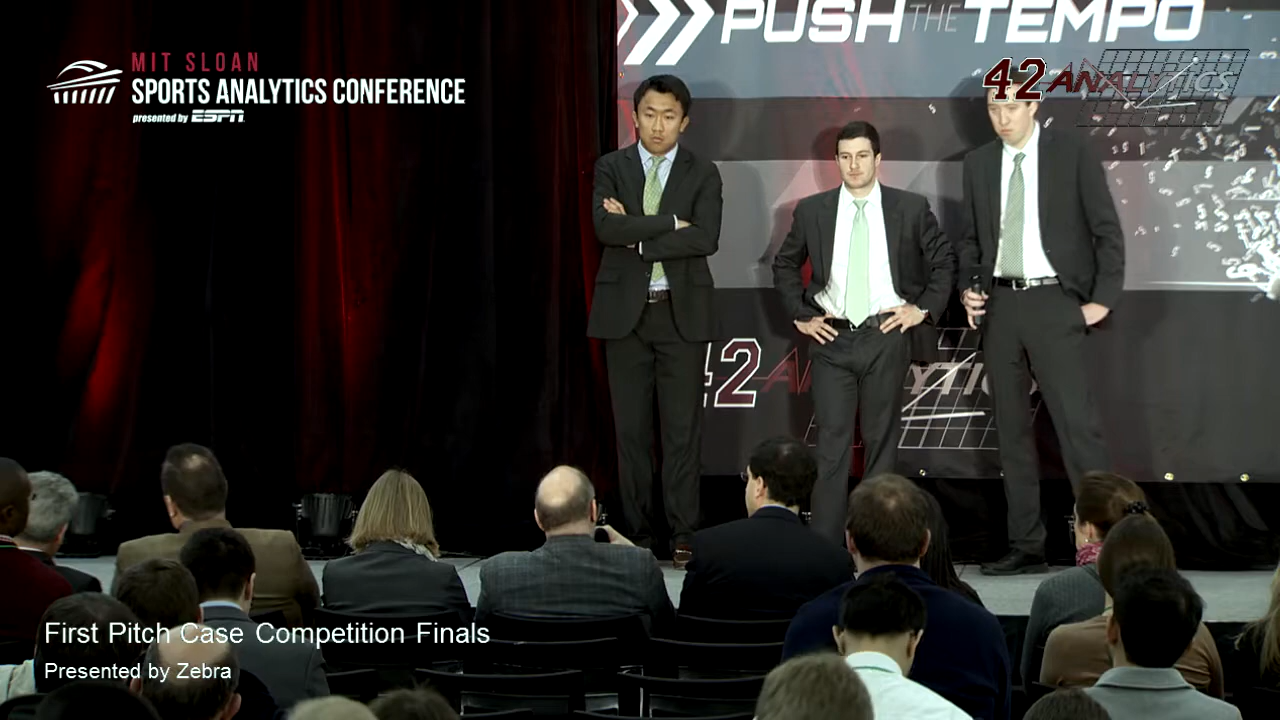 PUSH THE TEMPO
MIT SLOAN
SPORTS ANALYTICS CONFERENCE
presented by ESPN
42 ANALYTICS
42 ANALYTICS
First Pitch Case Competition Finals
Presented by Zebra